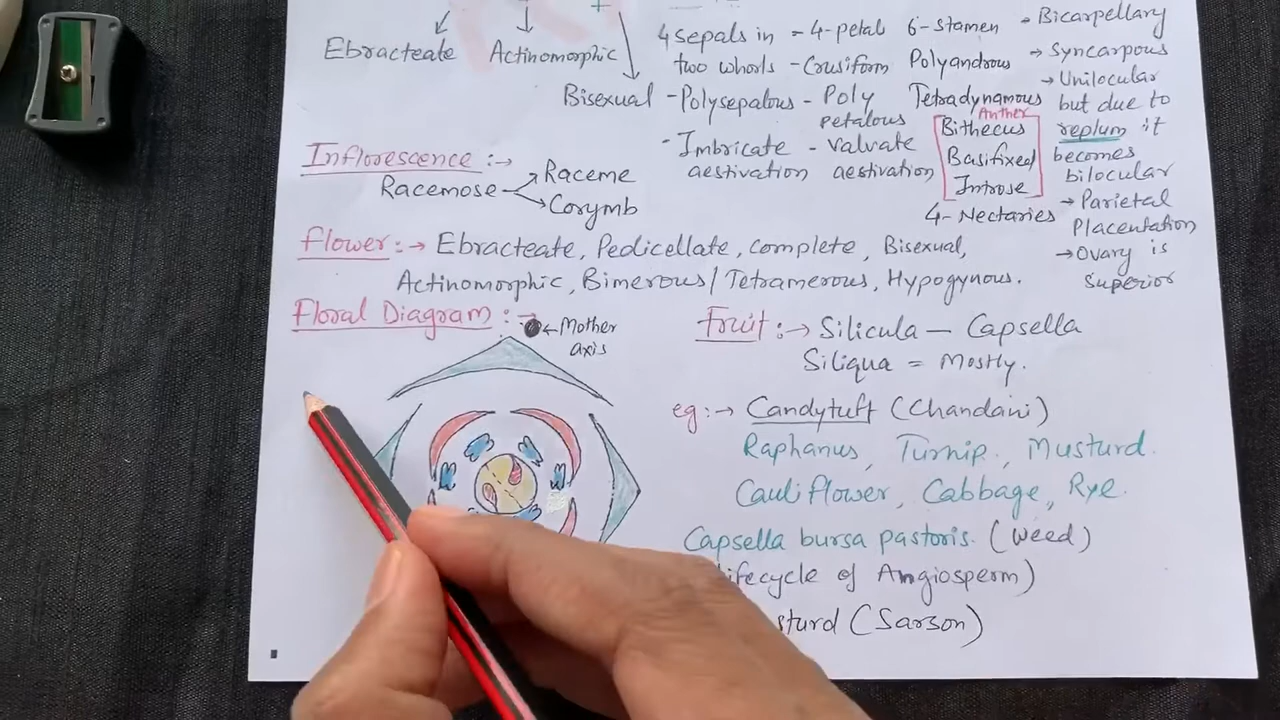 Ebracteate
Actinomorphic
Bisexual
4 sepals in
two whorls
-Polysepalous
- Imbricate
aestivation
= 4-petal
-Crusiform
- Poly
petalous
- valvate
aestivation
6-stamen
Polyandrous
Tetradynamous
Anther
Bithecus
Basifixed
Introse
4-Nectaries
→ Bicarpellary
→ Syncarpous
→ Unilocular
but due to
replum it
becomes
bilocular
→ Parietal
Placentation
→ Ovary is
superior
Inflorescence :→
Racemose
Raceme
Corymb
flower :→ Ebracteate, Pedicellate, complete, Bisexual,
Actinomorphic, Bimerous/Tetramerous, Hypogynous.
Floral Diagram :→
←Mother
axis
Fruit :→ Silicula — Capsella
Siliqua = Mostly.
eg :→ Candytuft (Chandani)
Raphanus, Turnip, Musturd.
Cauliflower, Cabbage, Rye.
Capsella bursa pastoris. (weed)
lifecycle of Angiosperm)
sturd (Sarson)